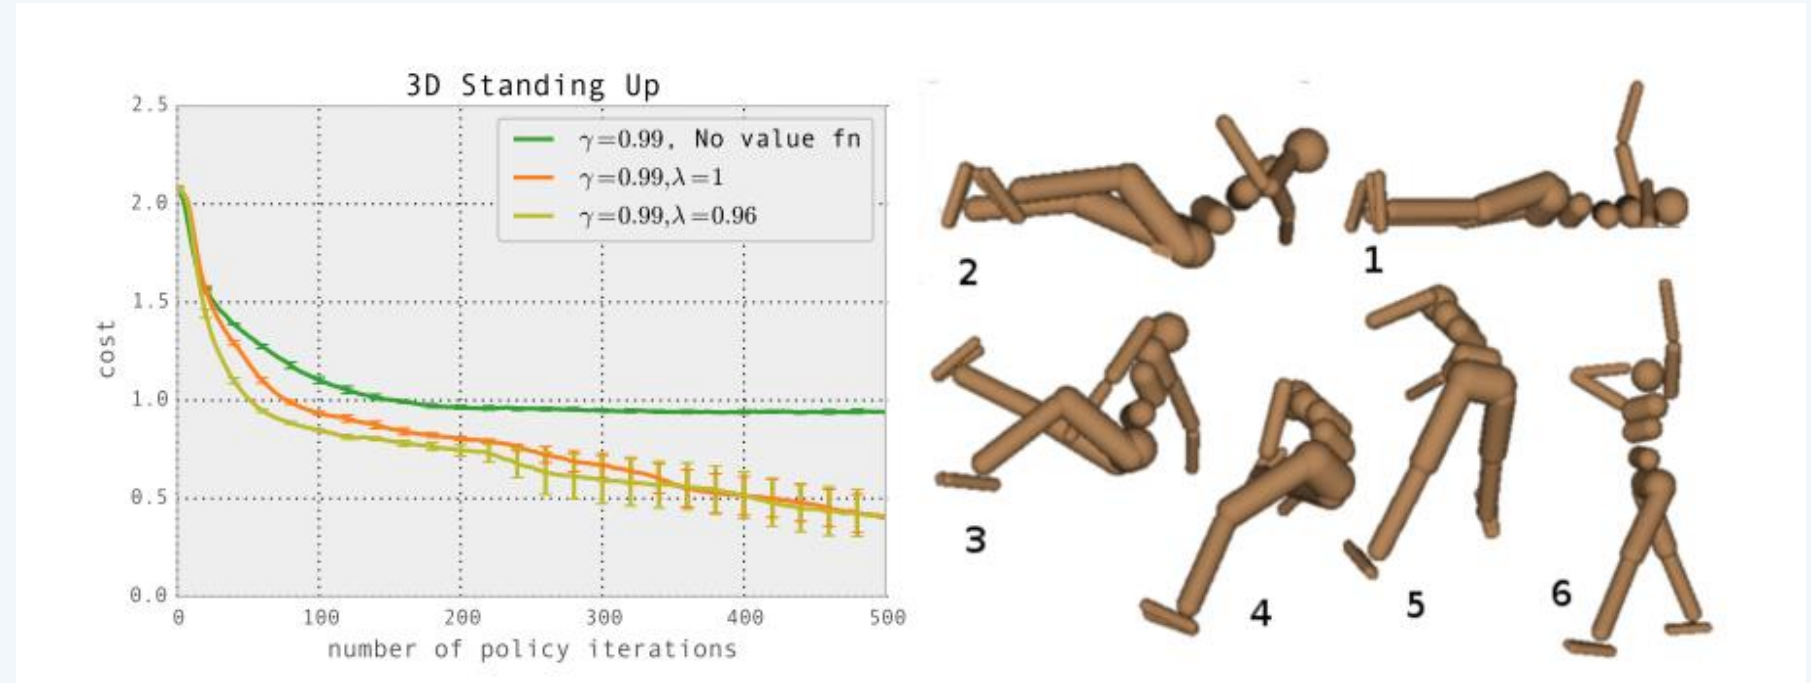 3D Standing Up
2.5
2.0
1.5
1.0
0.5
0.0
cost
γ=0.99, No value fn
γ=0.99,λ=1
γ=0.99,λ=0.96
0 100 200 300 400 500
number of policy iterations
2 1
3 4 5 6